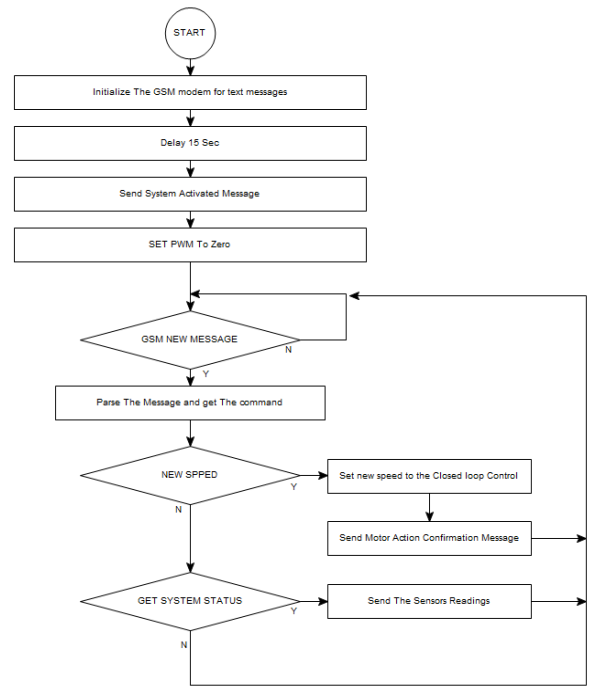 START
Initialize The GSM modem for text messages
Delay 15 Sec
Send System Activated Message
SET PWM To Zero
GSM NEW MESSAGE
N
Y
Parse The Message and get The command
NEW SPPED
Y
N
Set new speed to the Closed loop Control
Send Motor Action Confirmation Message
GET SYSTEM STATUS
Y
N
Send The Sensors Readings